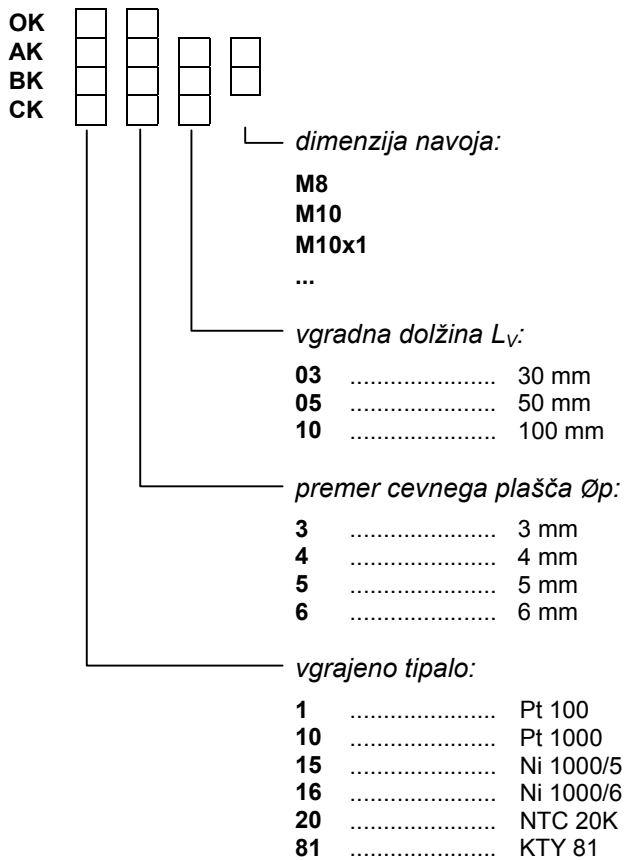 OK
AK
BK
CK
dimenzija navoja:
M8
M10
M10x1
...
vgradna dolžina LV:
03 ...................... 30 mm
05 ...................... 50 mm
10 ...................... 100 mm
premer cevnega plašča Øp:
3 ...................... 3 mm
4 ...................... 4 mm
5 ...................... 5 mm
6 ...................... 6 mm
vgrajeno tipalo:
1 ...................... Pt 100
10 ...................... Pt 1000
15 ...................... Ni 1000/5
16 ...................... Ni 1000/6
20 ...................... NTC 20K
81 ...................... KTY 81